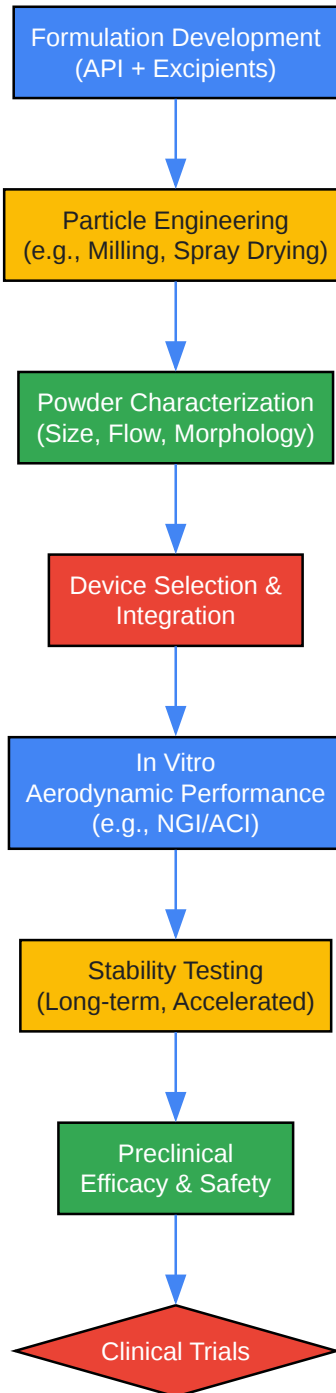 Formulation Development
(API + Excipients)
Particle Engineering
(e.g., Milling, Spray Drying)
Powder Characterization
(Size, Flow, Morphology)
Device Selection &
Integration
In Vitro
Aerodynamic Performance
(e.g., NGI/ACI)
Stability Testing
(Long-term, Accelerated)
Preclinical
Efficacy & Safety
Clinical Trials